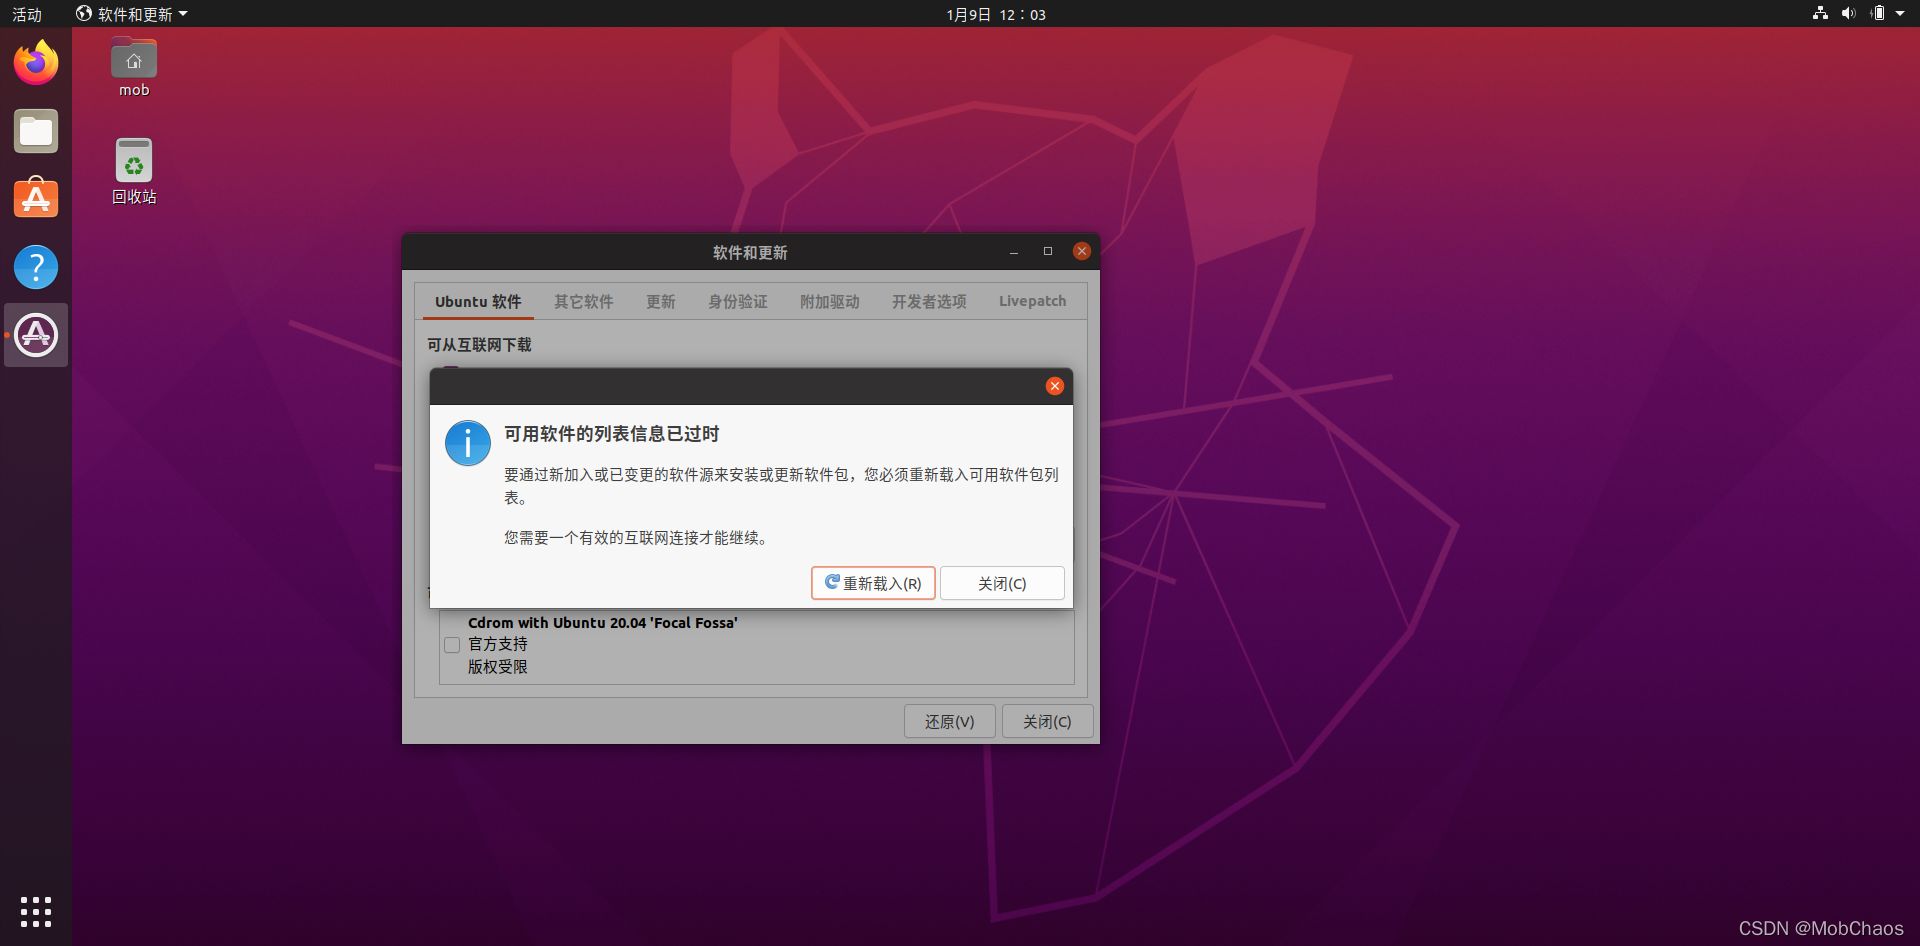 活动
软件和更新
1月9日 12：03
mob
回收站
软件和更新
Ubuntu 软件
其它软件
更新
身份验证
附加驱动
开发者选项
Livepatch
可从互联网下载
可用软件的列表信息已过时
要通过新加入或已变更的软件源来安装或更新软件包，您必须重新载入可用软件包列
表。
您需要一个有效的互联网连接才能继续。
重新载入(R)
关闭(C)
Cdrom with Ubuntu 20.04 'Focal Fossa'
官方支持
版权受限
还原(V)
关闭(C)
CSDN @MobChaos